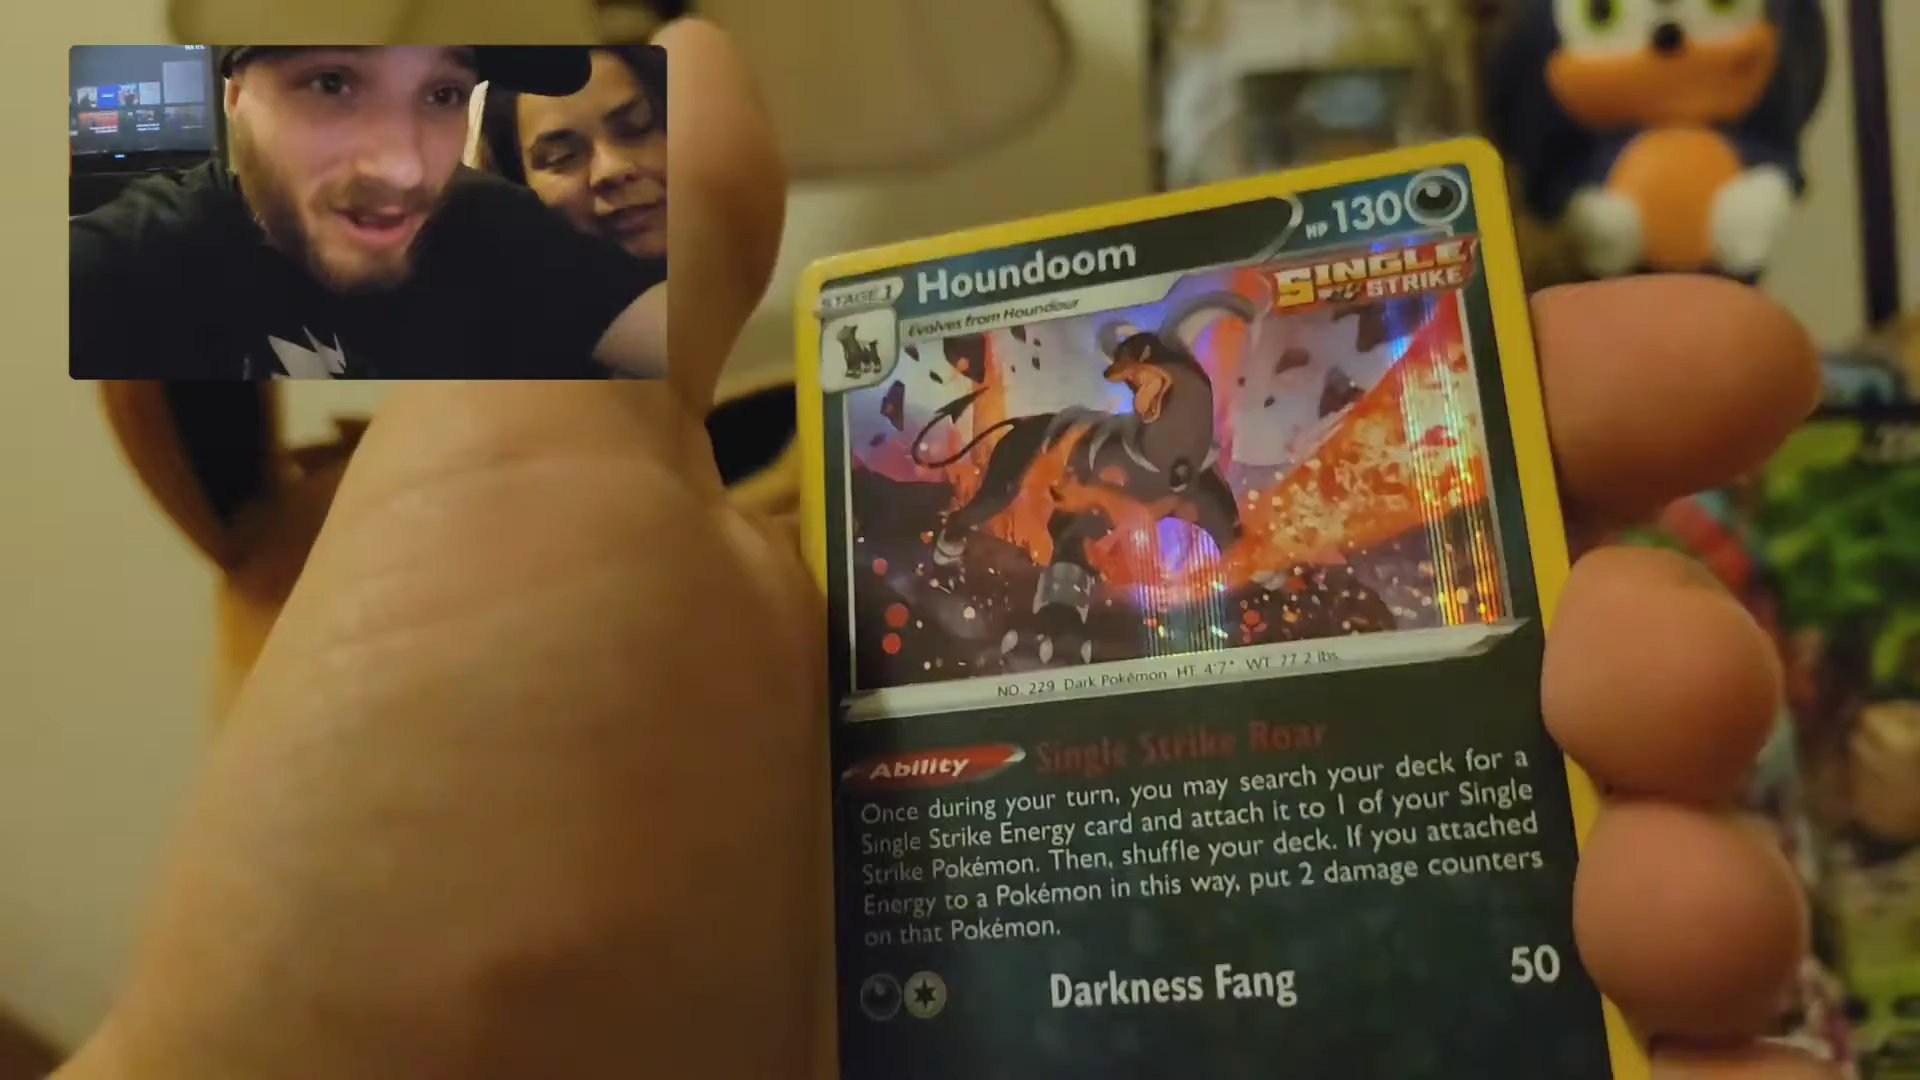 STAGE 1
Houndoom
HP 130
Evolves from Houndour
SINGLE
STRIKE
NO. 229 Dark Pokémon HT 4'7" WT 77.2 lbs.
Ability
Single Strike Roar
Once during your turn, you may search your deck for a
Single Strike Energy card and attach it to 1 of your Single
Strike Pokémon. Then, shuffle your deck. If you attached
Energy to a Pokémon in this way, put 2 damage counters
on that Pokémon.
Darkness Fang
50